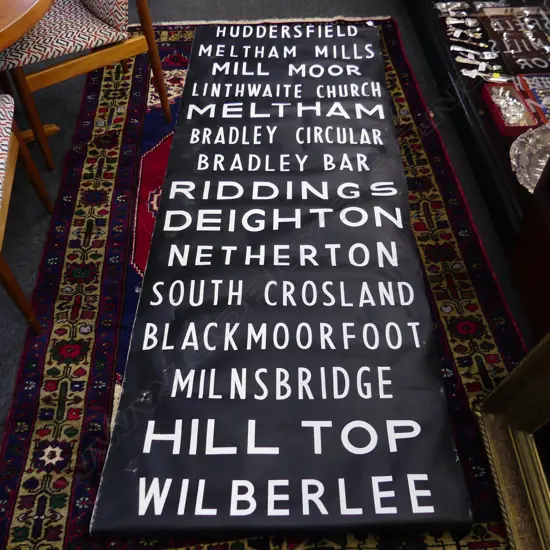 HUDDERSFIELD
MELTHAM MILLS
MILL MOOR
LINTHWAITE CHURCH
MELTHAM
BRADLEY CIRCULAR
BRADLEY BAR
RIDDINGS
DEIGHTON
NETHERTON
SOUTH CROSLAND
BLACKMOORFOOT
MILNSBRIDGE
HILL TOP
WILBERLEE